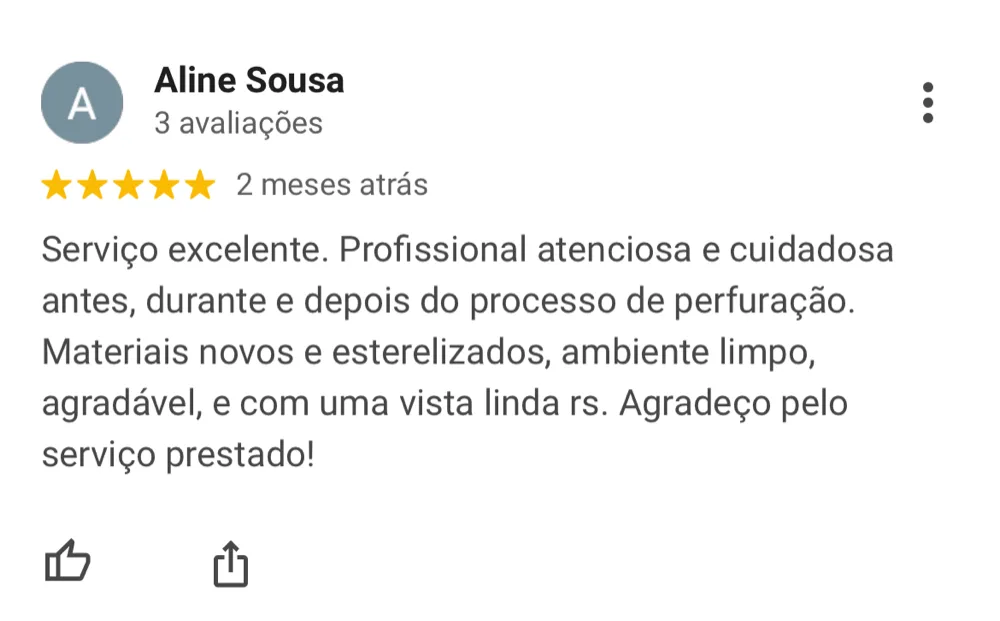 A
Aline Sousa
3 avaliações
2 meses atrás
Serviço excelente. Profissional atenciosa e cuidadosa
antes, durante e depois do processo de perfuração.
Materiais novos e esterelizados, ambiente limpo,
agradável, e com uma vista linda rs. Agradeço pelo
serviço prestado!